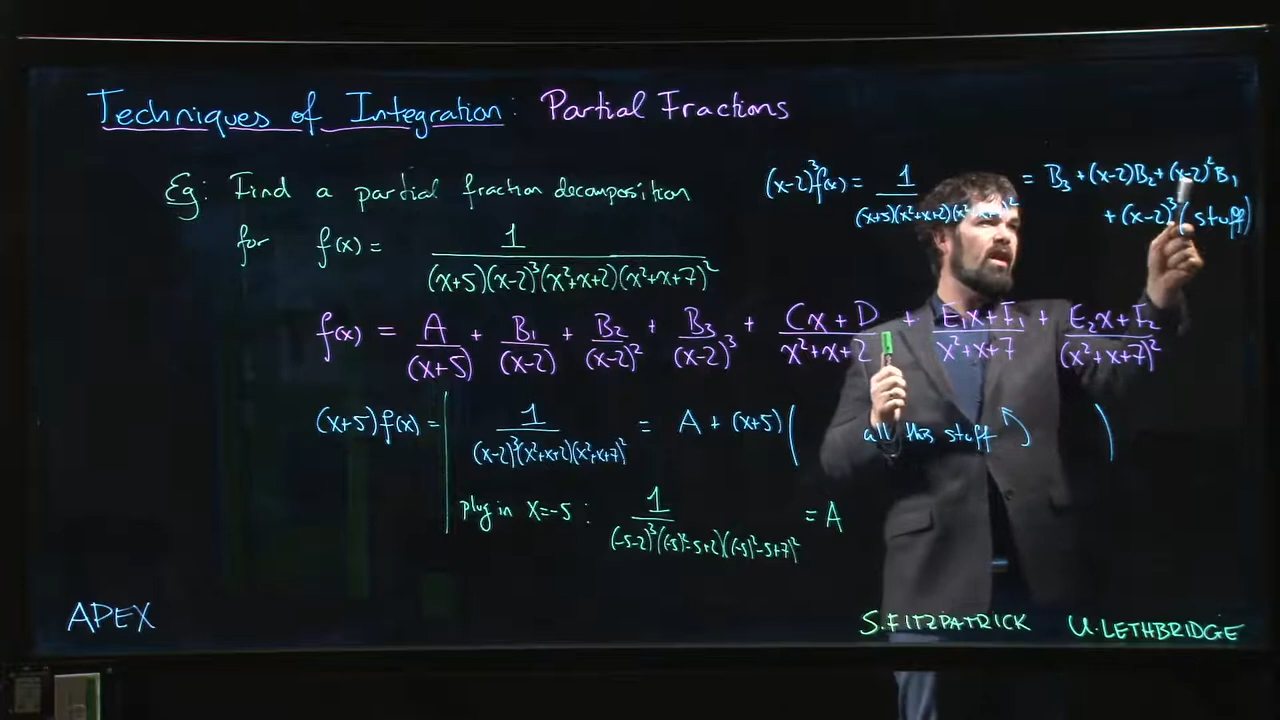 Techniques of Integration: Partial Fractions
Eg: Find a partial fraction decomposition
for f(x) = 1 / (x+5)(x-2)³(x²+x+2)(x²+x+7)²
(x-2)³f(x) = 1 / (x+5)(x²+x+2)(x² )² = B₃ + (x-2)B₂ + (x-2)²B₁
+ (x-2)³(stuff)
f(x) = A/(x+5) + B₁/(x-2) + B₂/(x-2)² + B₃/(x-2)³ + Cx+D/x²+x+2 + E₁x+F₁/x²+x+7 + E₂x+F₂/(x²+x+7)²
(x+5)f(x) = 1 / (x-2)³(x²+x+2)(x²+x+7)² = A + (x+5)( all this stuff )
plug in x=-5: 1 / (-5-2)³((-5)²-5+2)((-5)²-5+7)² = A
APEX
S. FITZPATRICK U. LETHBRIDGE